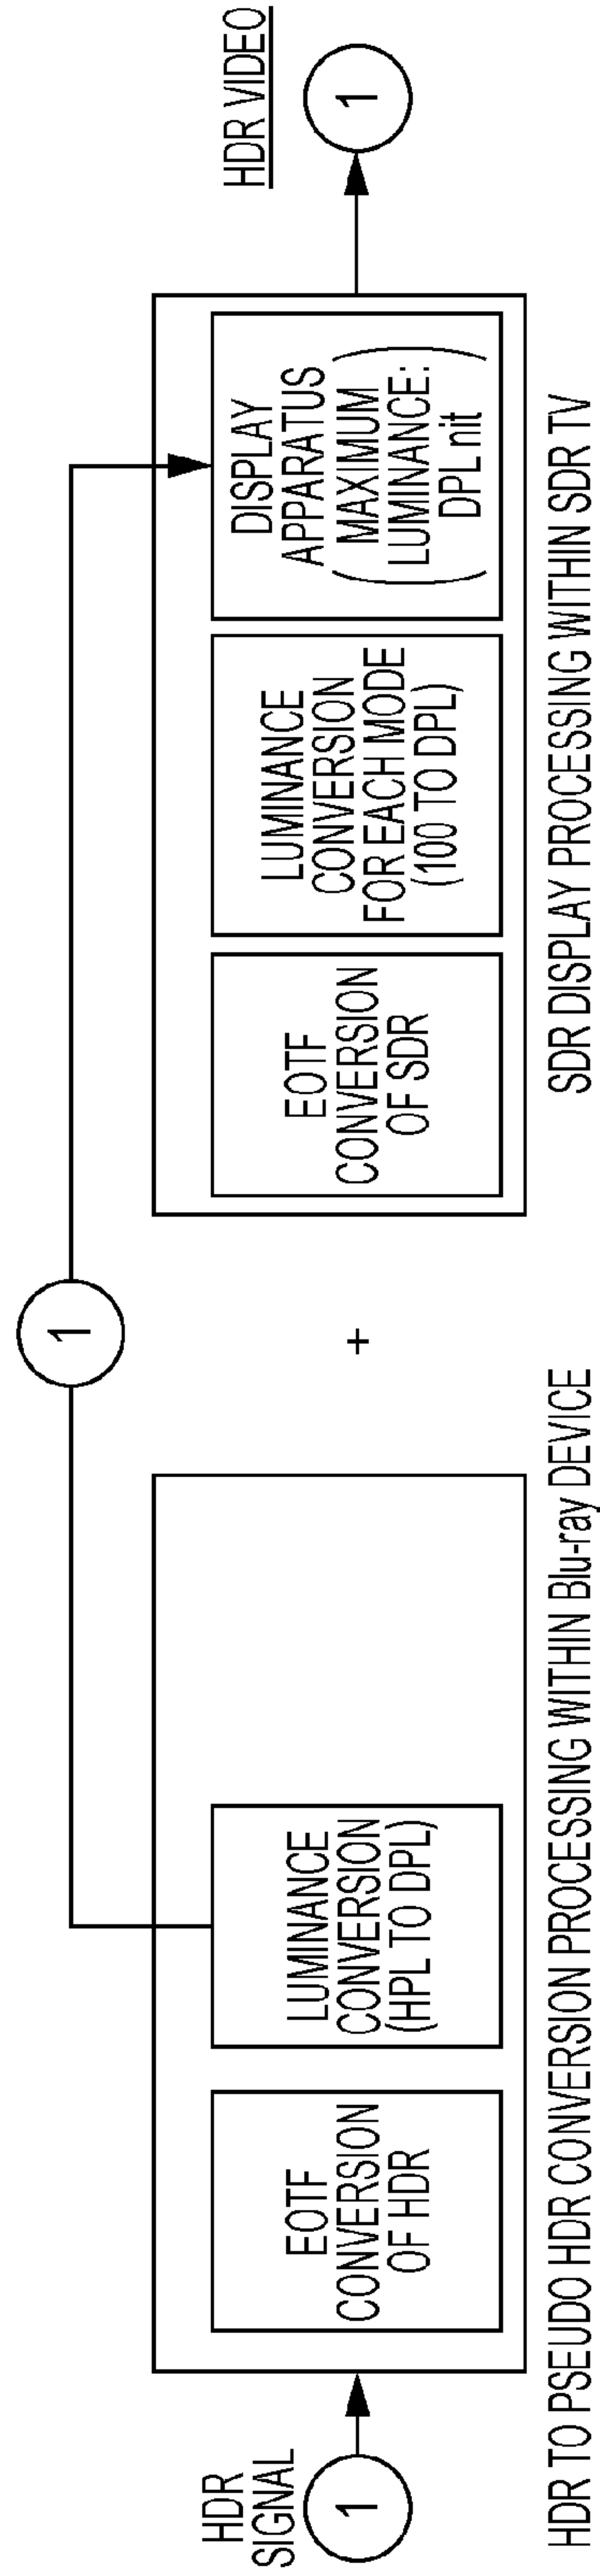 HDR
SIGNAL
1
EOTF
CONVERSION
OF HDR
LUMINANCE
CONVERSION
(HPL TO DPL)
HDR TO PSEUDO HDR CONVERSION PROCESSING WITHIN Blu-ray DEVICE
1
+
EOTF
CONVERSION
OF SDR
LUMINANCE
CONVERSION
FOR EACH MODE
(100 TO DPL)
DISPLAY
APPARATUS
(MAXIMUM
LUMINANCE:
DPL nit)
SDR DISPLAY PROCESSING WITHIN SDR TV
HDR VIDEO
1